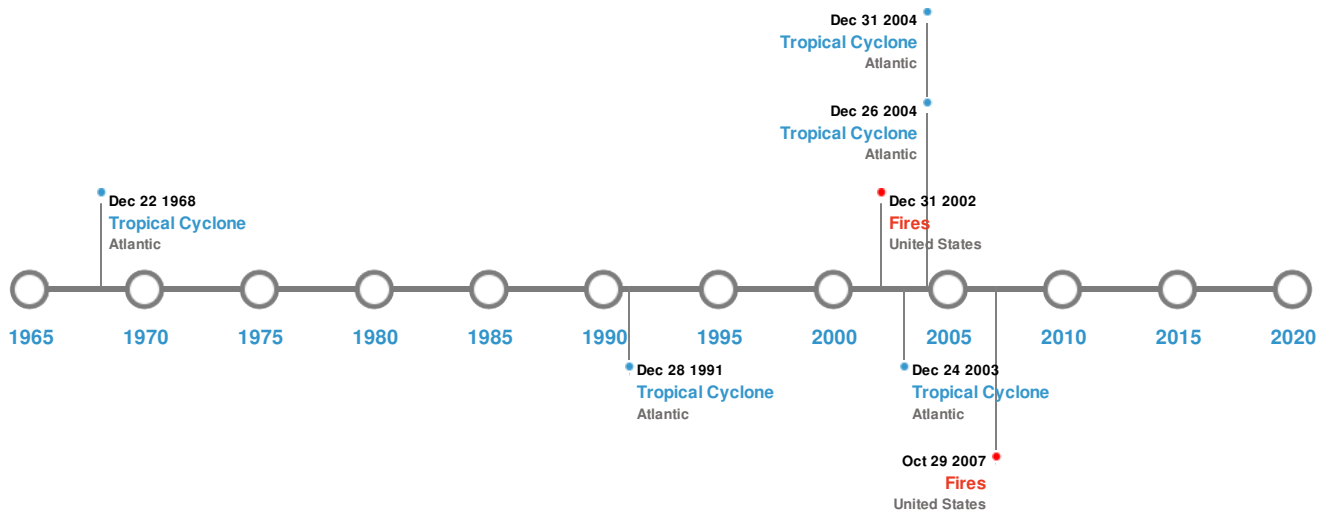 Dec 31 2004
Tropical Cyclone
Atlantic
Dec 26 2004
Tropical Cyclone
Atlantic
Dec 22 1968
Tropical Cyclone
Atlantic
Dec 31 2002
Fires
United States
1965 1970 1975 1980 1985 1990 1995 2000 2005 2010 2015 2020
Dec 28 1991
Tropical Cyclone
Atlantic
Dec 24 2003
Tropical Cyclone
Atlantic
Oct 29 2007
Fires
United States